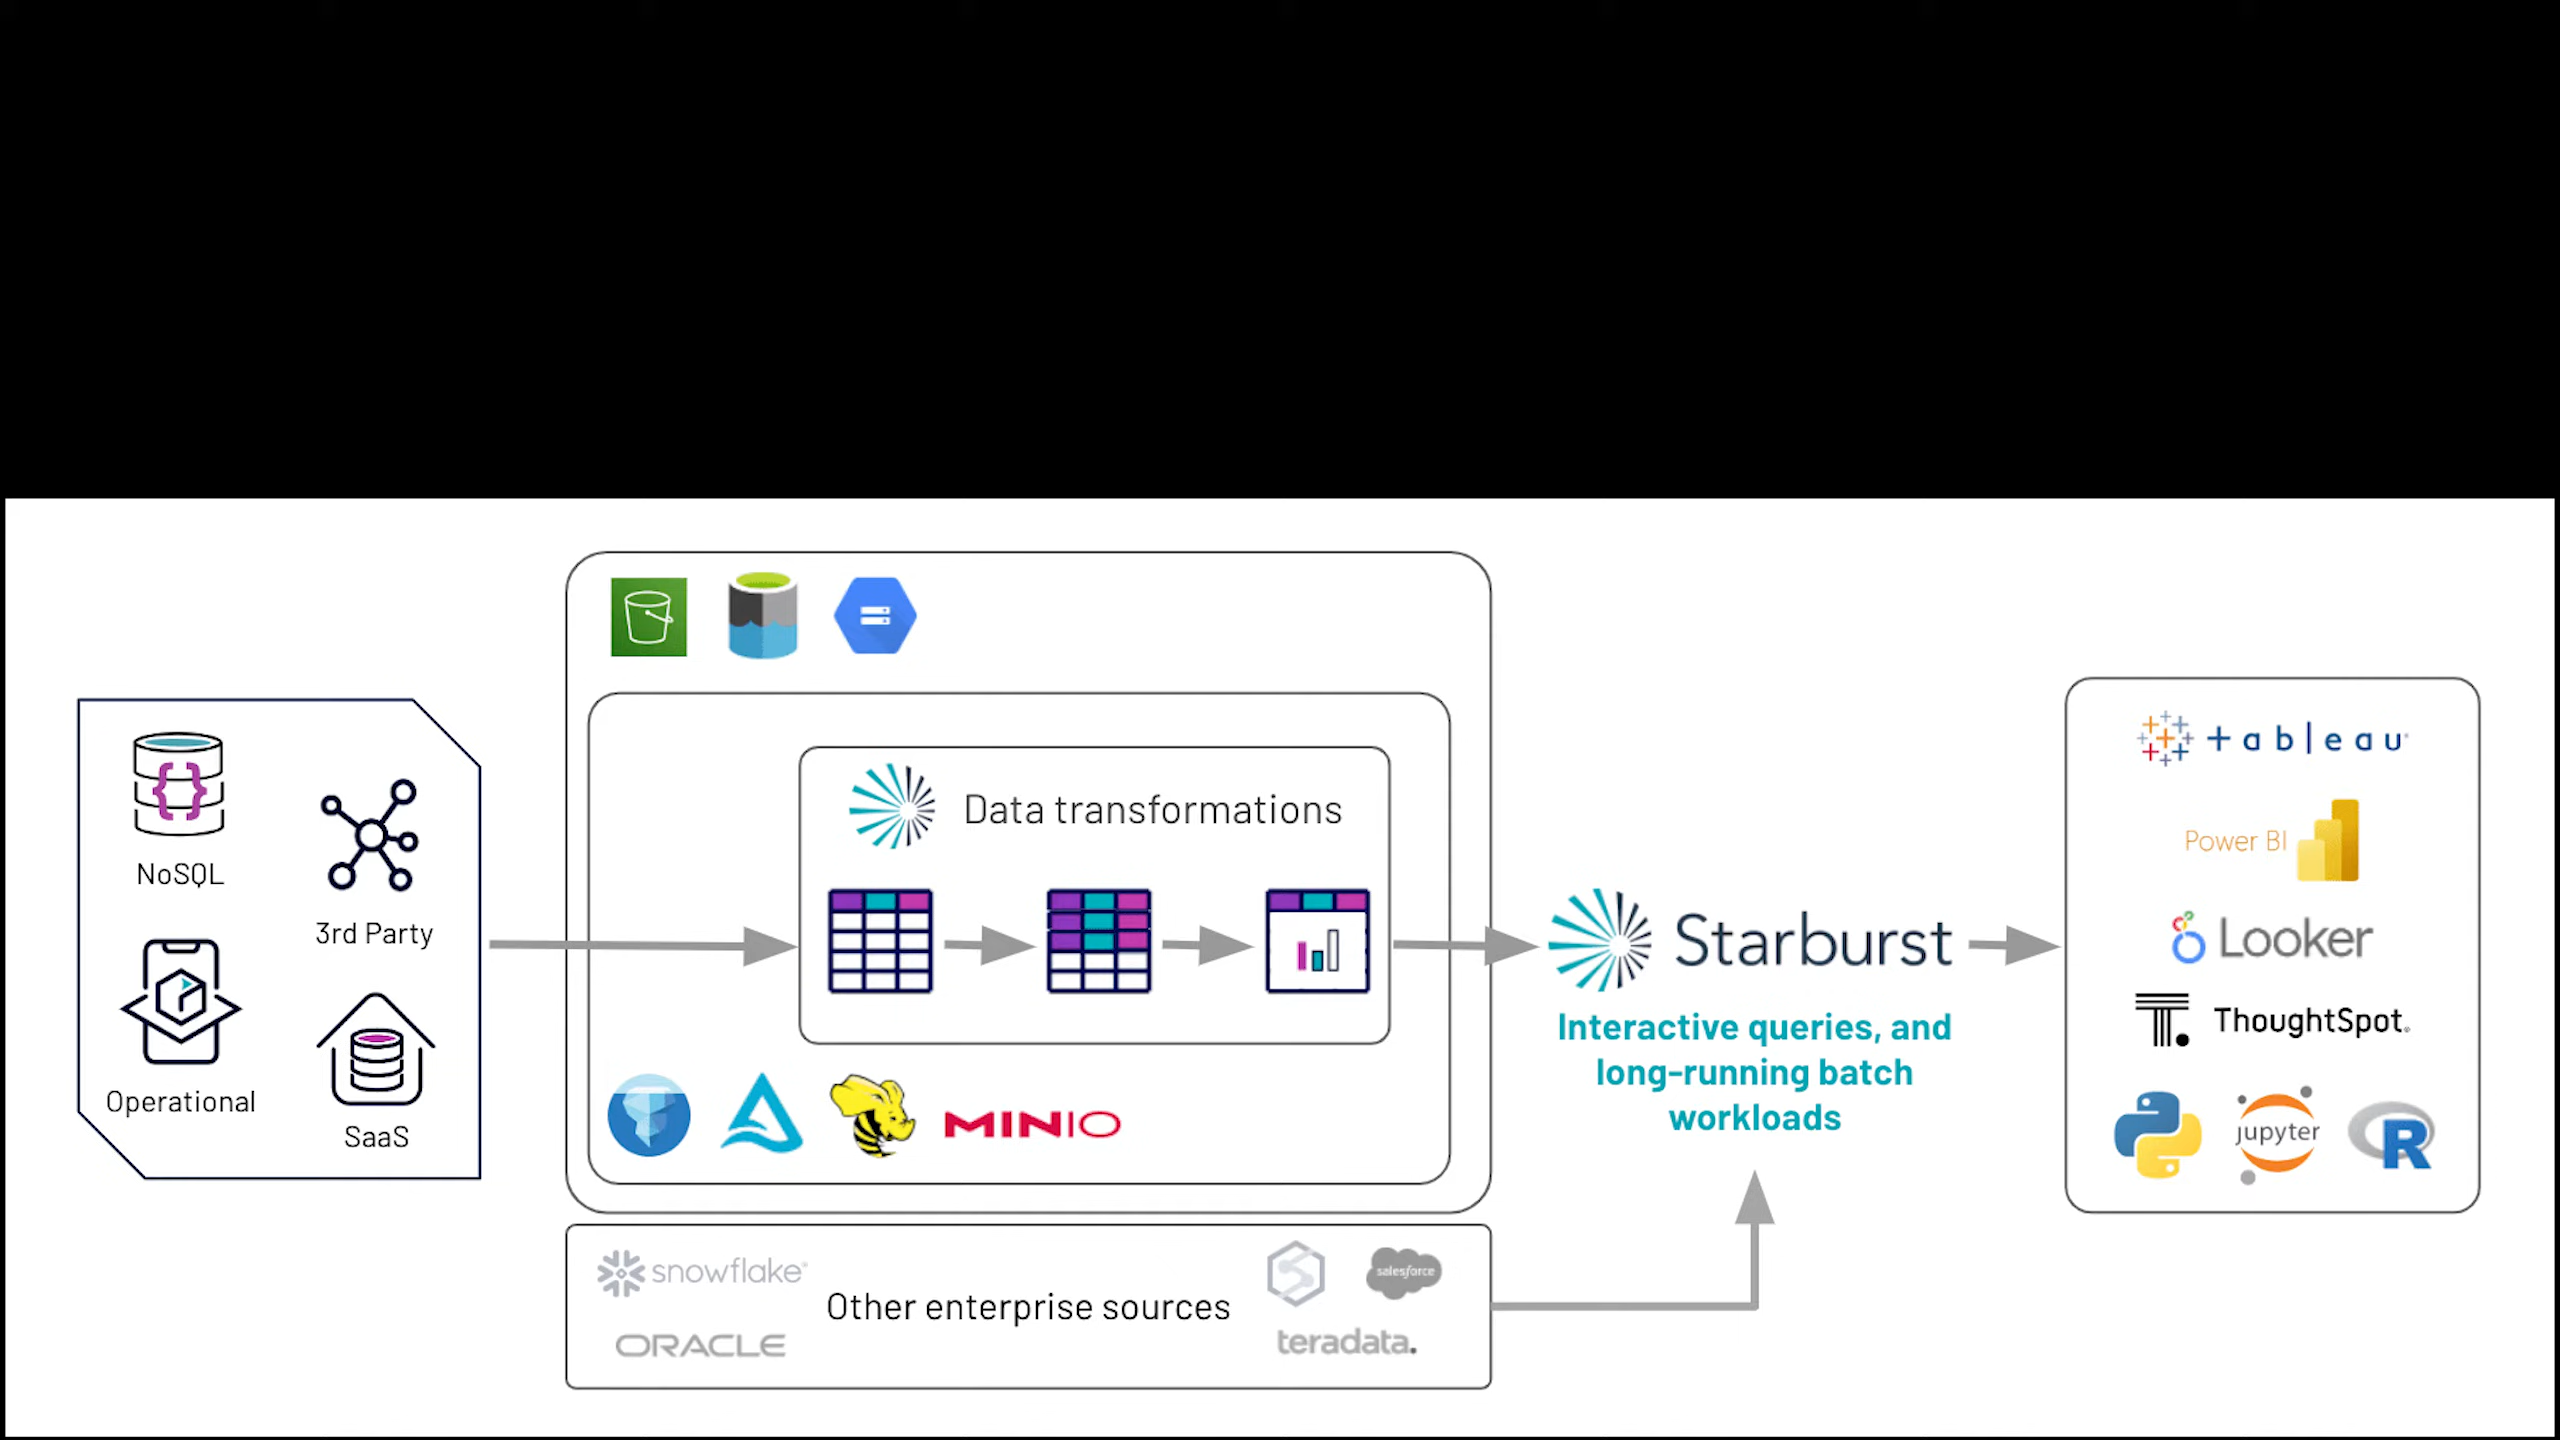 NoSQL
3rd Party
Operational
SaaS
Data transformations
MINIO
snowflake®
ORACLE
Other enterprise sources
salesforce
teradata.
Starburst
Interactive queries, and
long-running batch
workloads
+ableau®
Power BI
Looker
T.
ThoughtSpot®
jupyter
R